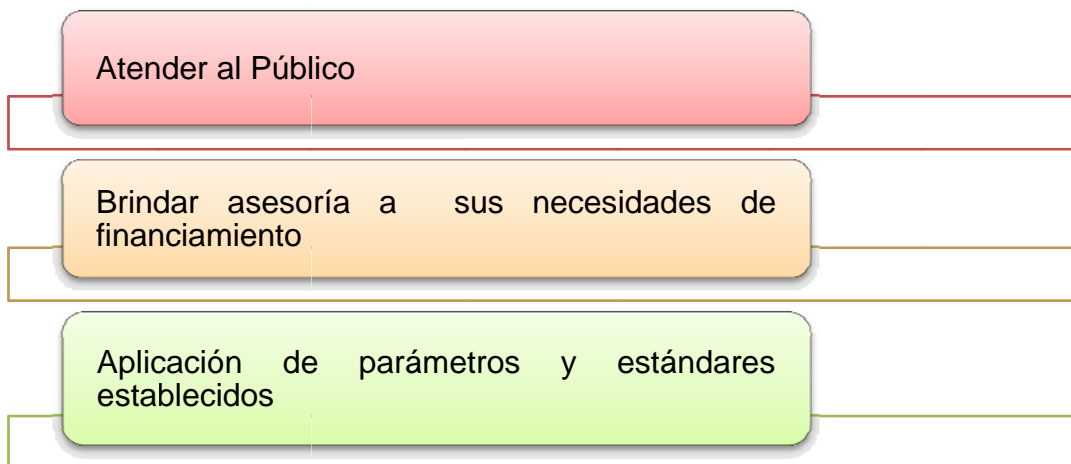 Atender al Público
Brindar asesoría a sus necesidades de
financiamiento
Aplicación de parámetros y estándares
establecidos